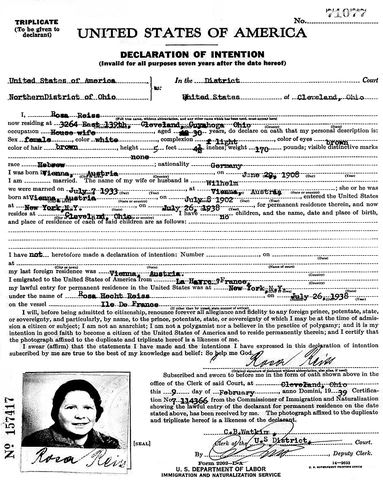 TRIPLICATE
(To be given to declarant)
No. 71077
UNITED STATES OF AMERICA
DECLARATION OF INTENTION
(Invalid for all purposes seven years after the date hereof)
United States of America In the District Court
Northern District of Ohio ss: United States of Cleveland, Ohio
I, Rosa Reiss
now residing at 3264 East 139th, Cleveland, Cuyahoga Ohio
occupation House wife aged 30 years, do declare on oath that my personal description is:
Sex female color white complexion light color of eyes brown
color of hair brown height 5 feet inches; weight 170 pounds; visible distinctive marks
none
race Hebrew nationality Germany
I was born in Vienna, Austria on June 29, 1908
I am married. The name of my wife or husband is Wilhelm
we were married on July 7 1933 at Vienna, Austria; she or he was
born at Vienna, Austria on July 8 1902 entered the United States
at New York, N.Y. on July 26, 1938 for permanent residence therein, and now
resides at Cleveland, Ohio. I have no children, and the name, date and place of birth,
and place of residence of each of said children are as follows:
I have not heretofore made a declaration of intention: Number on
at
my last foreign residence was Vienna, Austria.
I emigrated to the United States of America from La Havre, France
my lawful entry for permanent residence in the United States was at New York, N.Y.
under the name of Rosa Hecht Reiss on July 26, 1938
on the vessel Ile De France
I will, before being admitted to citizenship, renounce forever all allegiance and fidelity to any foreign prince, potentate, state,
or sovereignty, and particularly, by name, to the prince, potentate, state, or sovereignty of which I may be at the time of admis-
sion a citizen or subject; I am not an anarchist; I am not a polygamist nor a believer in the practice of polygamy; and it is my
intention in good faith to become a citizen of the United States of America and to reside permanently therein; and I certify that
the photograph affixed to the duplicate and triplicate hereof is a likeness of me.
I swear (affirm) that the statements I have made and the intentions I have expressed in this declaration of intention
subscribed by me are true to the best of my knowledge and belief: So help me God.
Rosa Reiss
Subscribed and sworn to before me in the form of oath shown above in the
office of the Clerk of said Court, at Cleveland, Ohio
this 9 day of February anno Domini, 1939 Certifica-
tion No 7 114366 from the Commissioner of Immigration and Naturalization
showing the lawful entry of the declarant for permanent residence on the date
stated above, has been received by me. The photograph affixed to the duplicate
and triplicate hereof is a likeness of the declarant.
C.B.Watkins
[SEAL] Clerk of the U.S District Court.
By Deputy Clerk.
Form 2202-L-A
U. S. DEPARTMENT OF LABOR
IMMIGRATION AND NATURALIZATION SERVICE
14-2623
U. S. GOVERNMENT PRINTING OFFICE
No 157417
Rosa Reiss